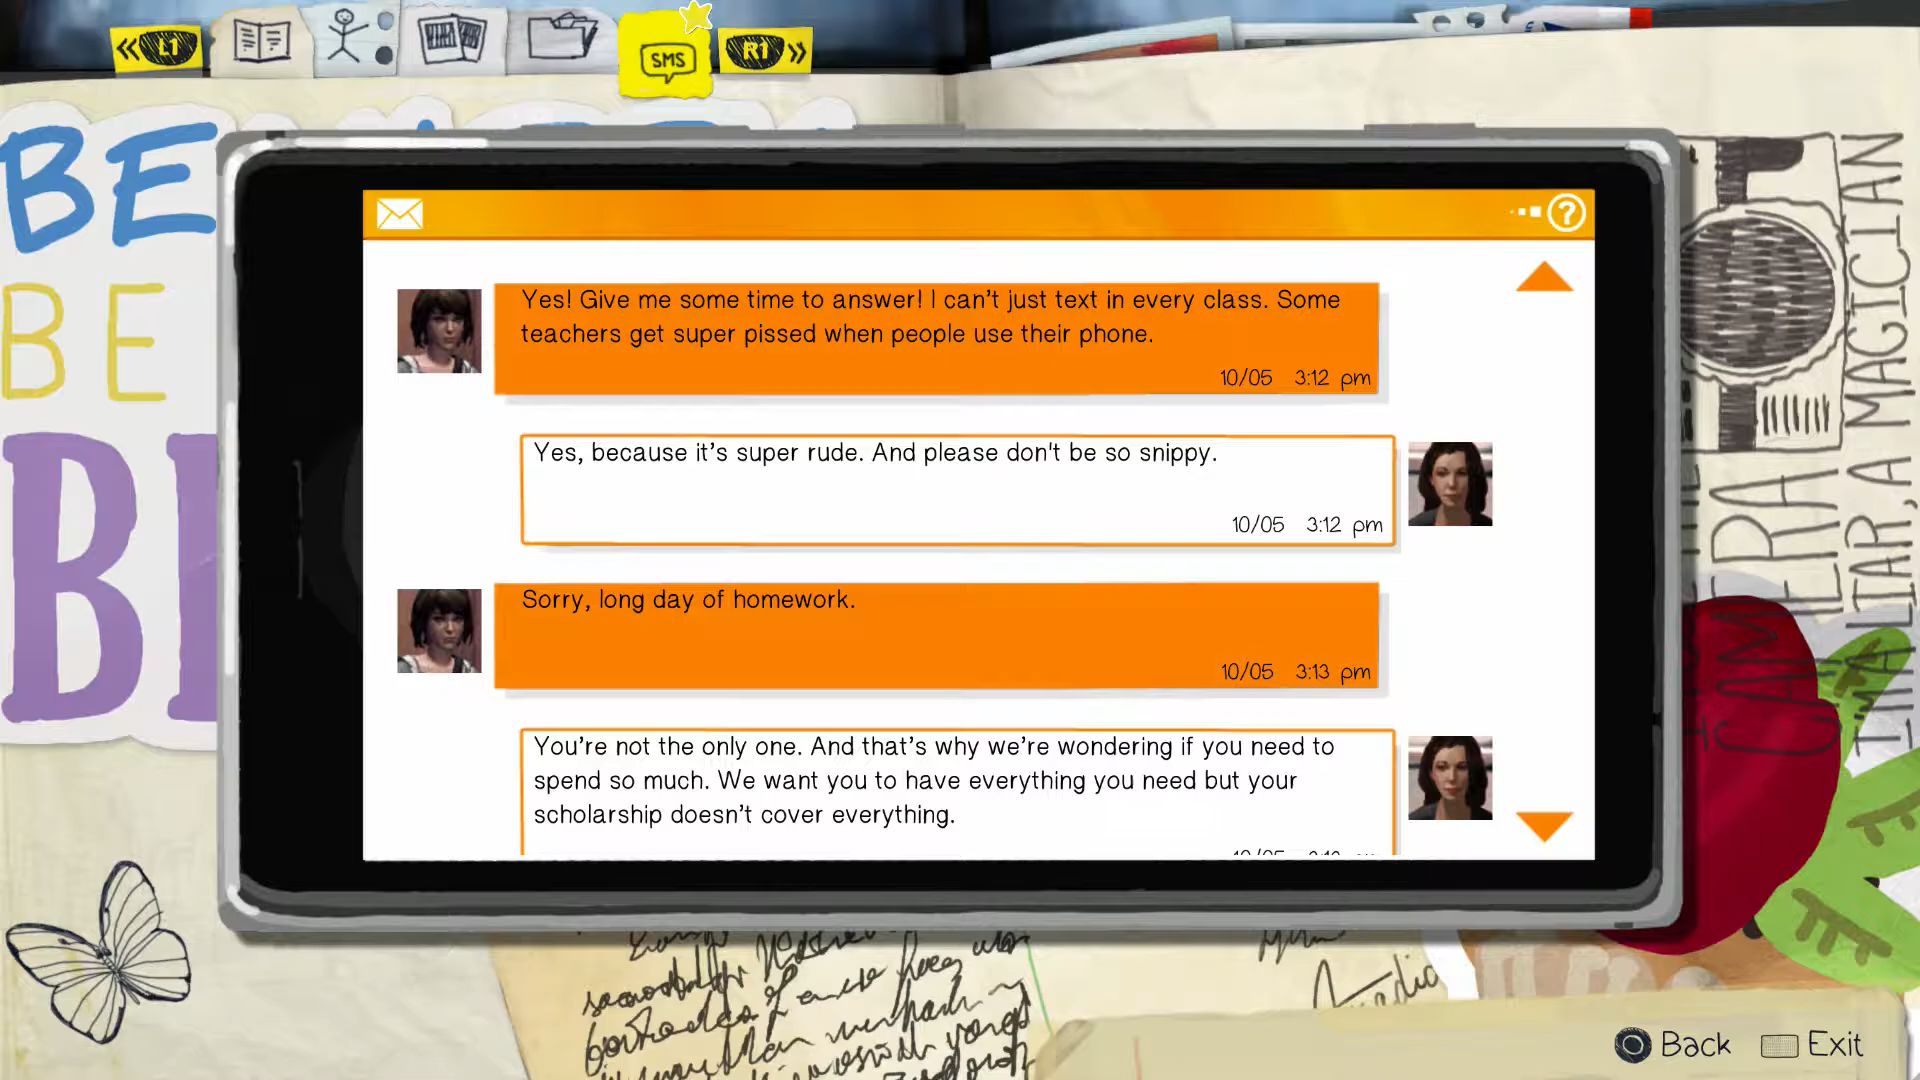 L1
SMS
R1
BE
BE
Yes! Give me some time to answer! I can't just text in every class. Some
teachers get super pissed when people use their phone.
10/05 3:12 pm
Yes, because it's super rude. And please don't be so snippy.
10/05 3:12 pm
Sorry, long day of homework.
10/05 3:13 pm
You're not the only one. And that's why we're wondering if you need to
spend so much. We want you to have everything you need but your
scholarship doesn't cover everything.
CAMERA
I'M A LIAR, A MAGICIAN
Back
Exit